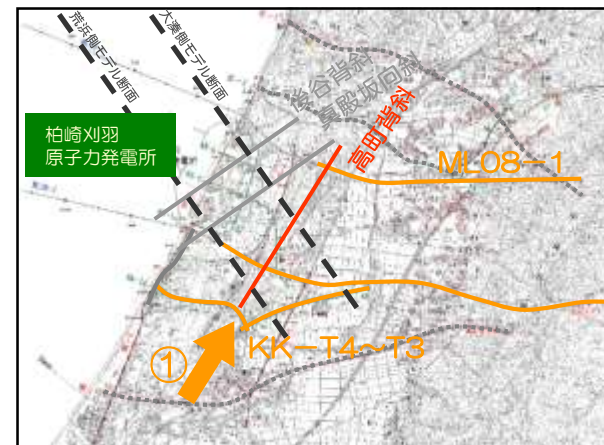 荒浜側モデル断面
大湊側モデル断面
後谷背斜
真殿坂向斜
高町背斜
柏崎刈羽
原子力発電所
ML08-1
KK-T4~T3
①